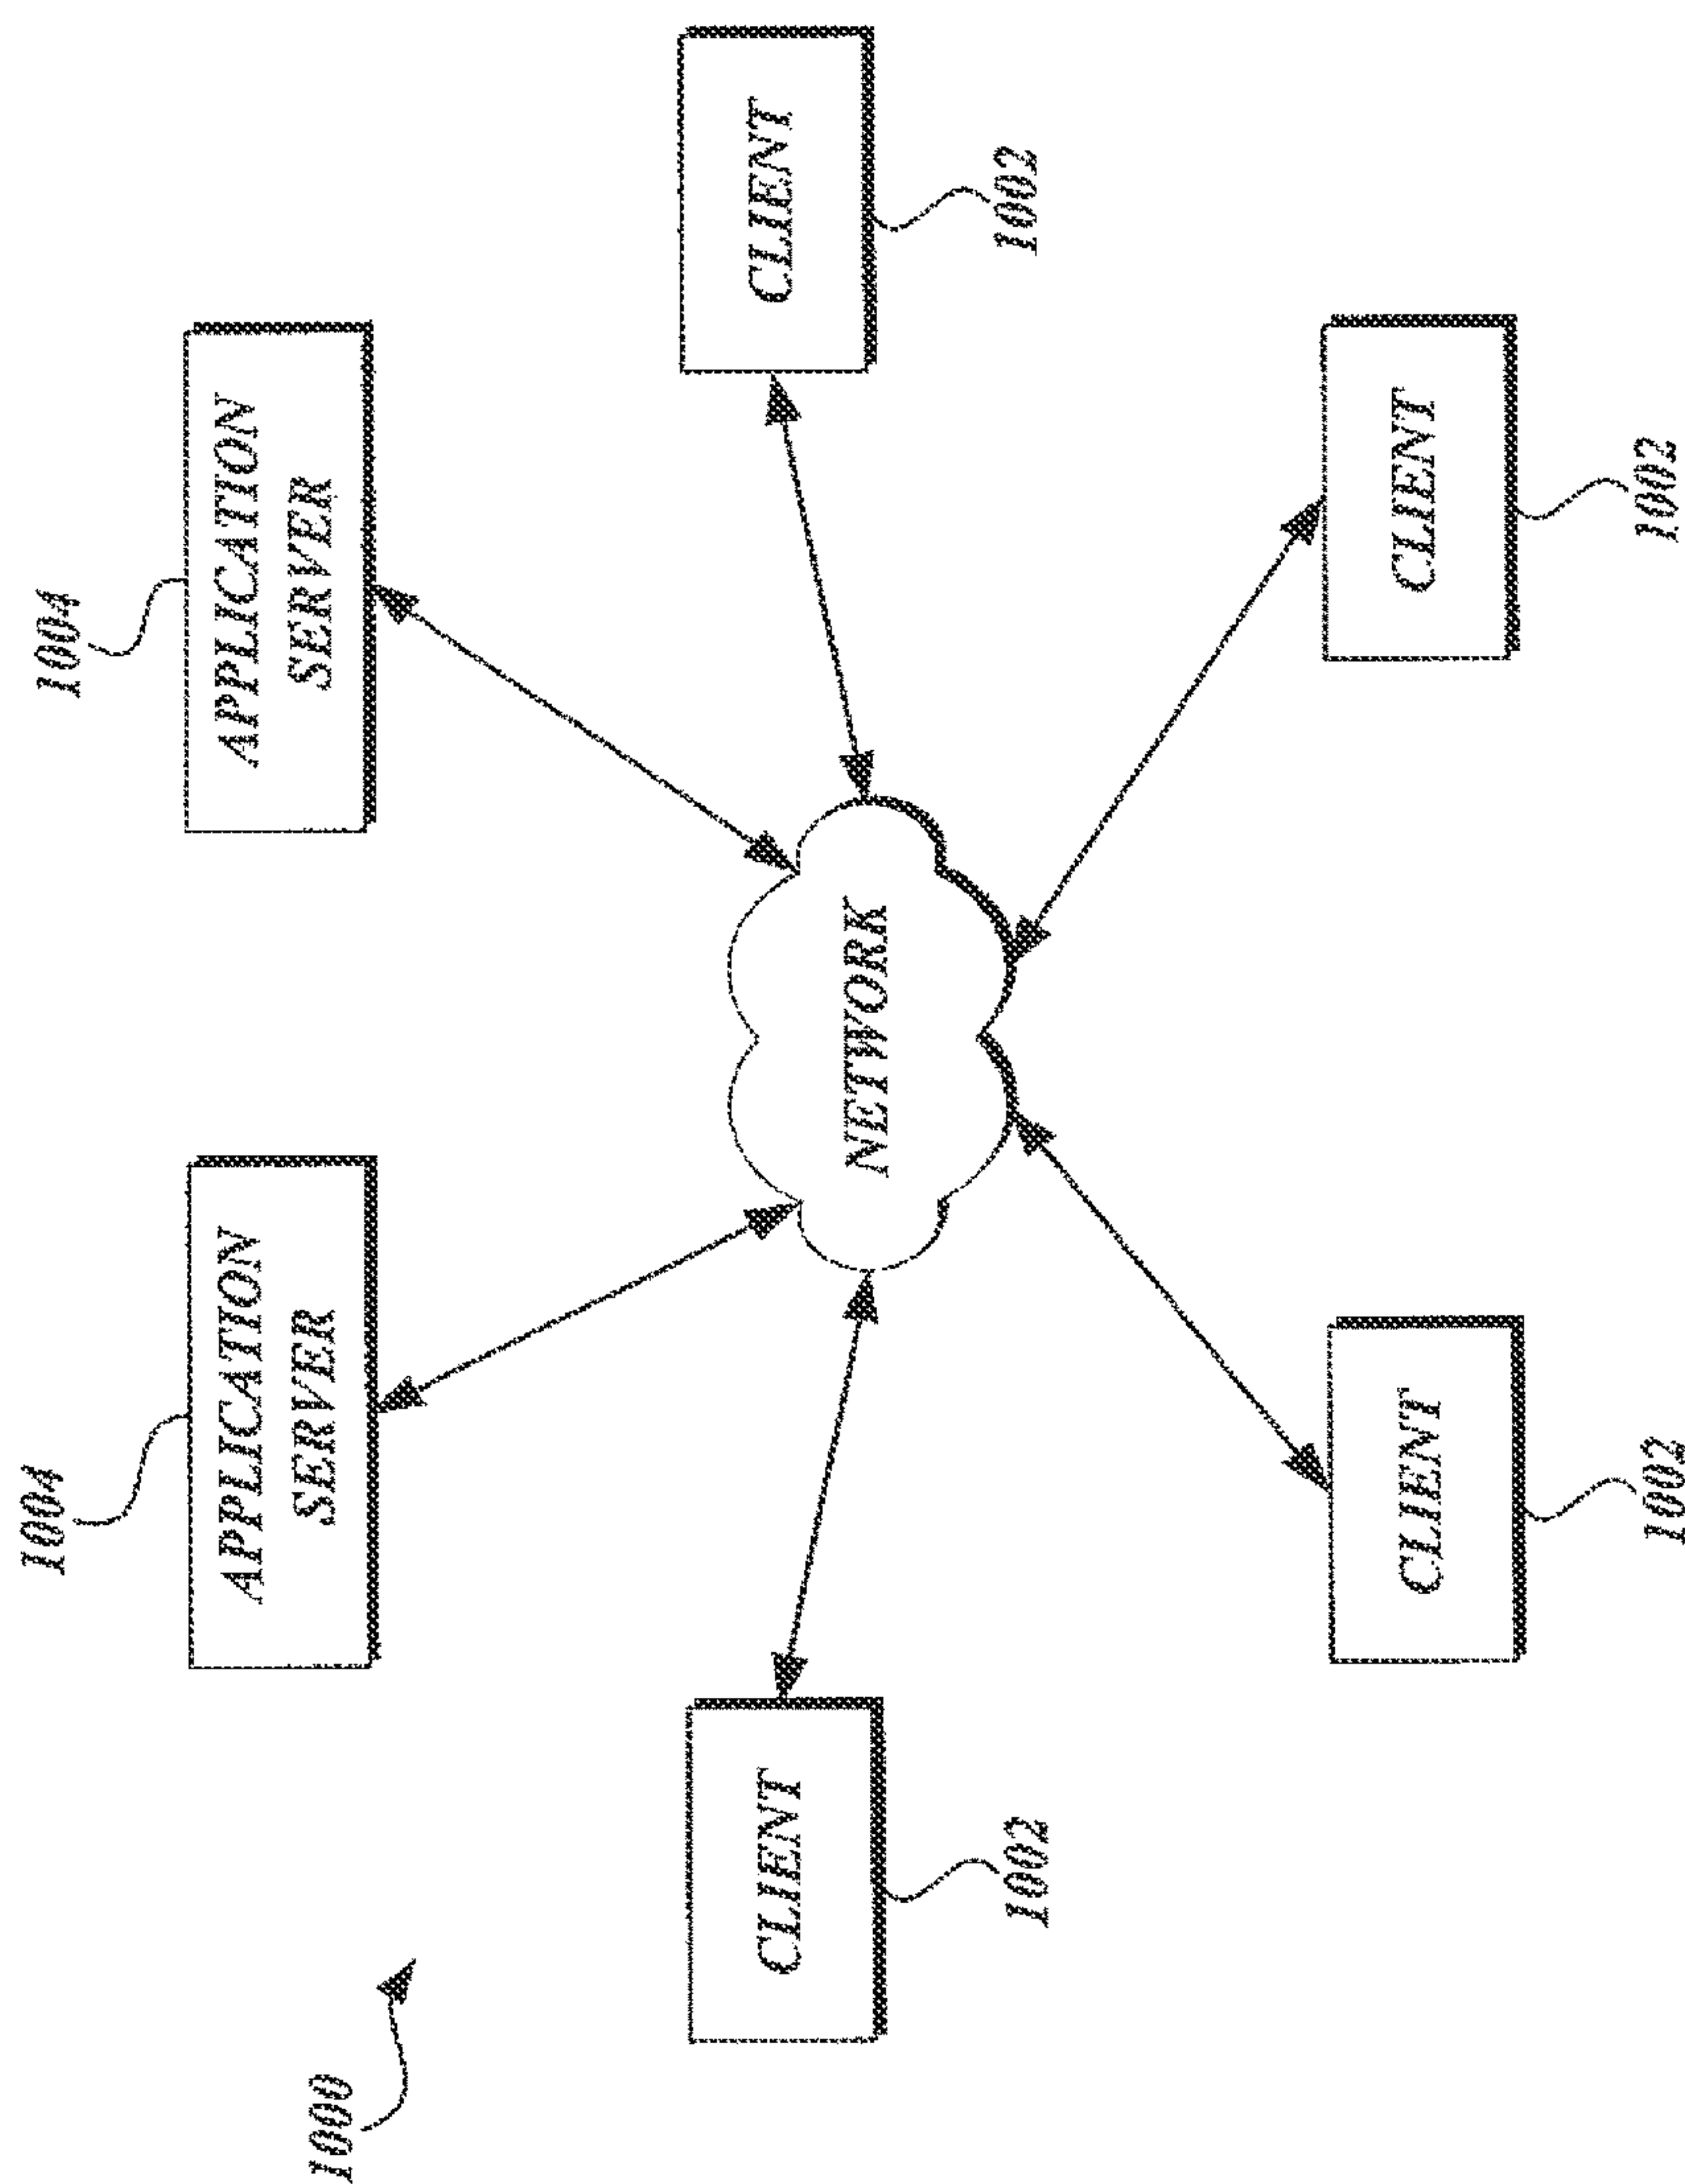 1004
1004
APPLICATION
SERVER
APPLICATION
SERVER
1000
CLIENT
CLIENT
NETWORK
1002
1002
CLIENT
CLIENT
1002
1002